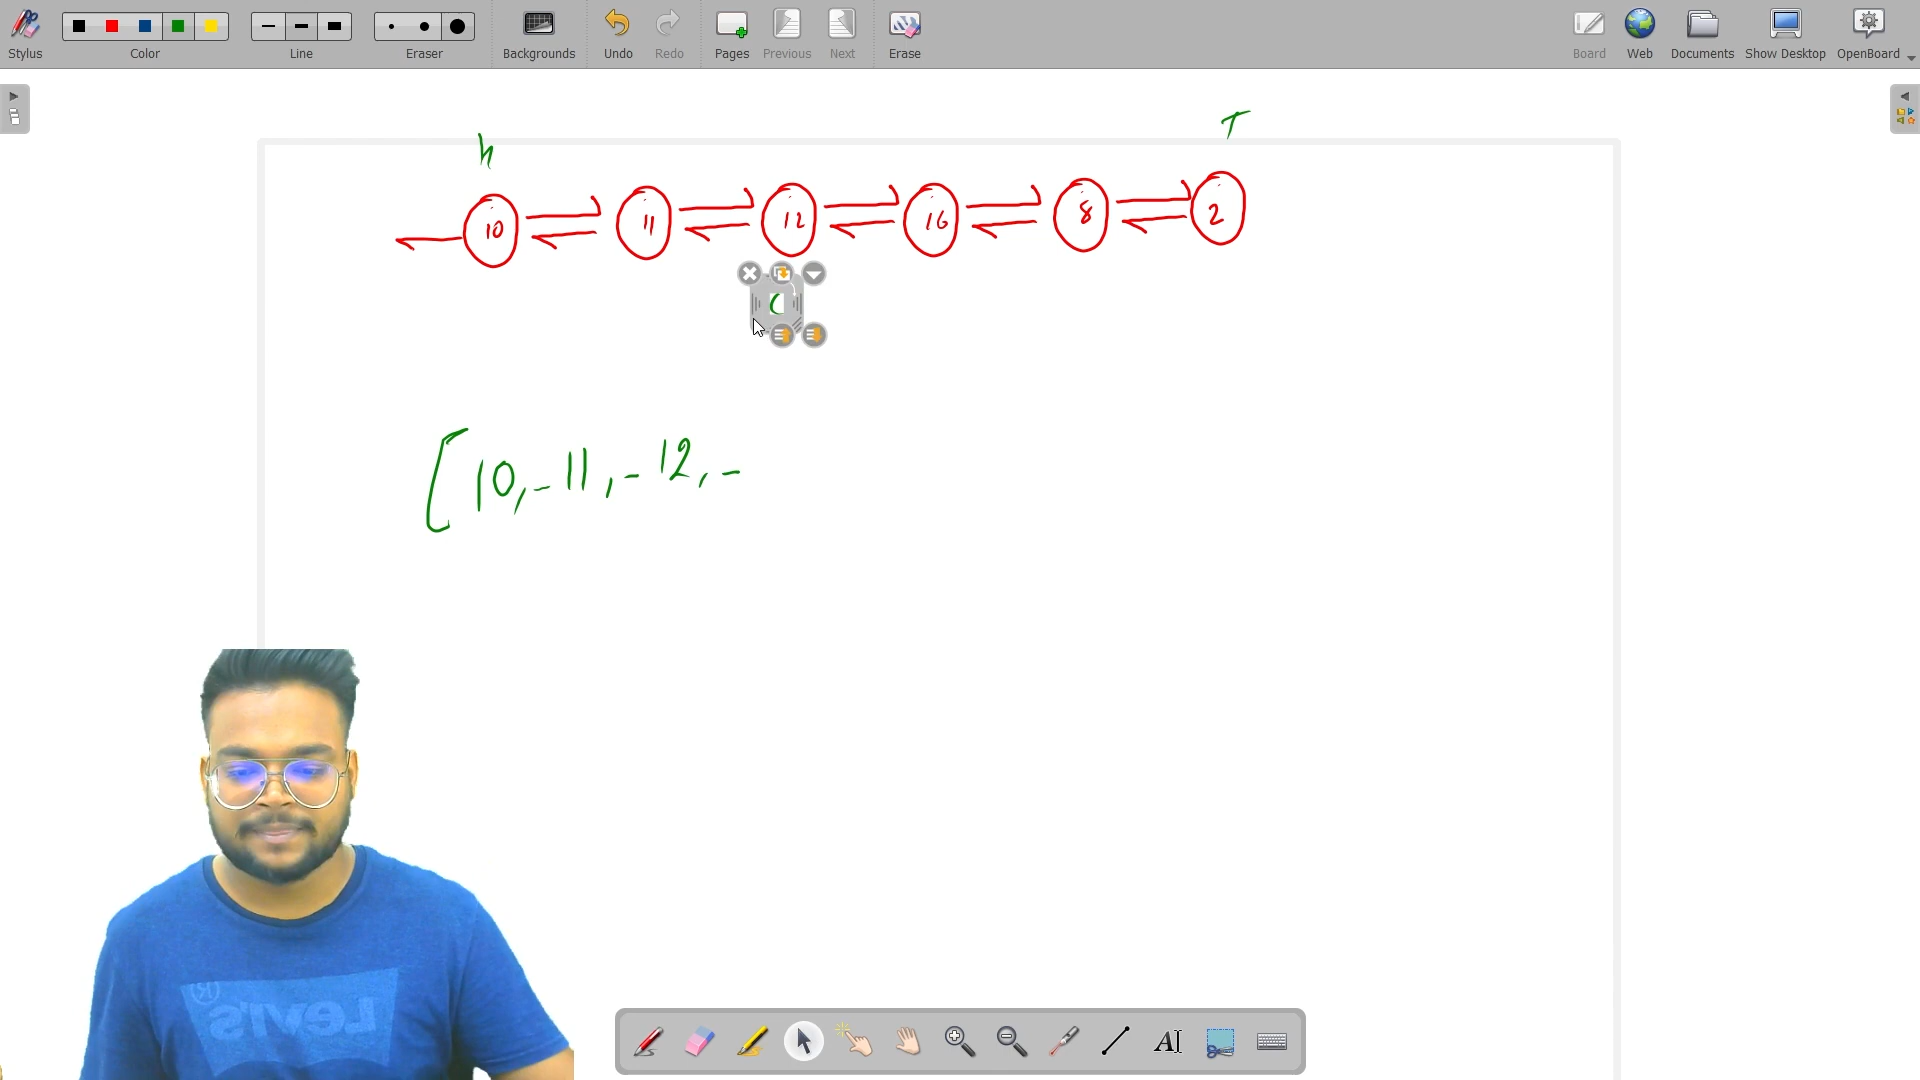 Stylus Color Line Eraser Backgrounds Undo Redo Pages Previous Next Erase Board Web Documents Show Desktop OpenBoard
h T
10 11 12 16 8 2
C
[10,-11,-12,-
LEVI'S ®
A